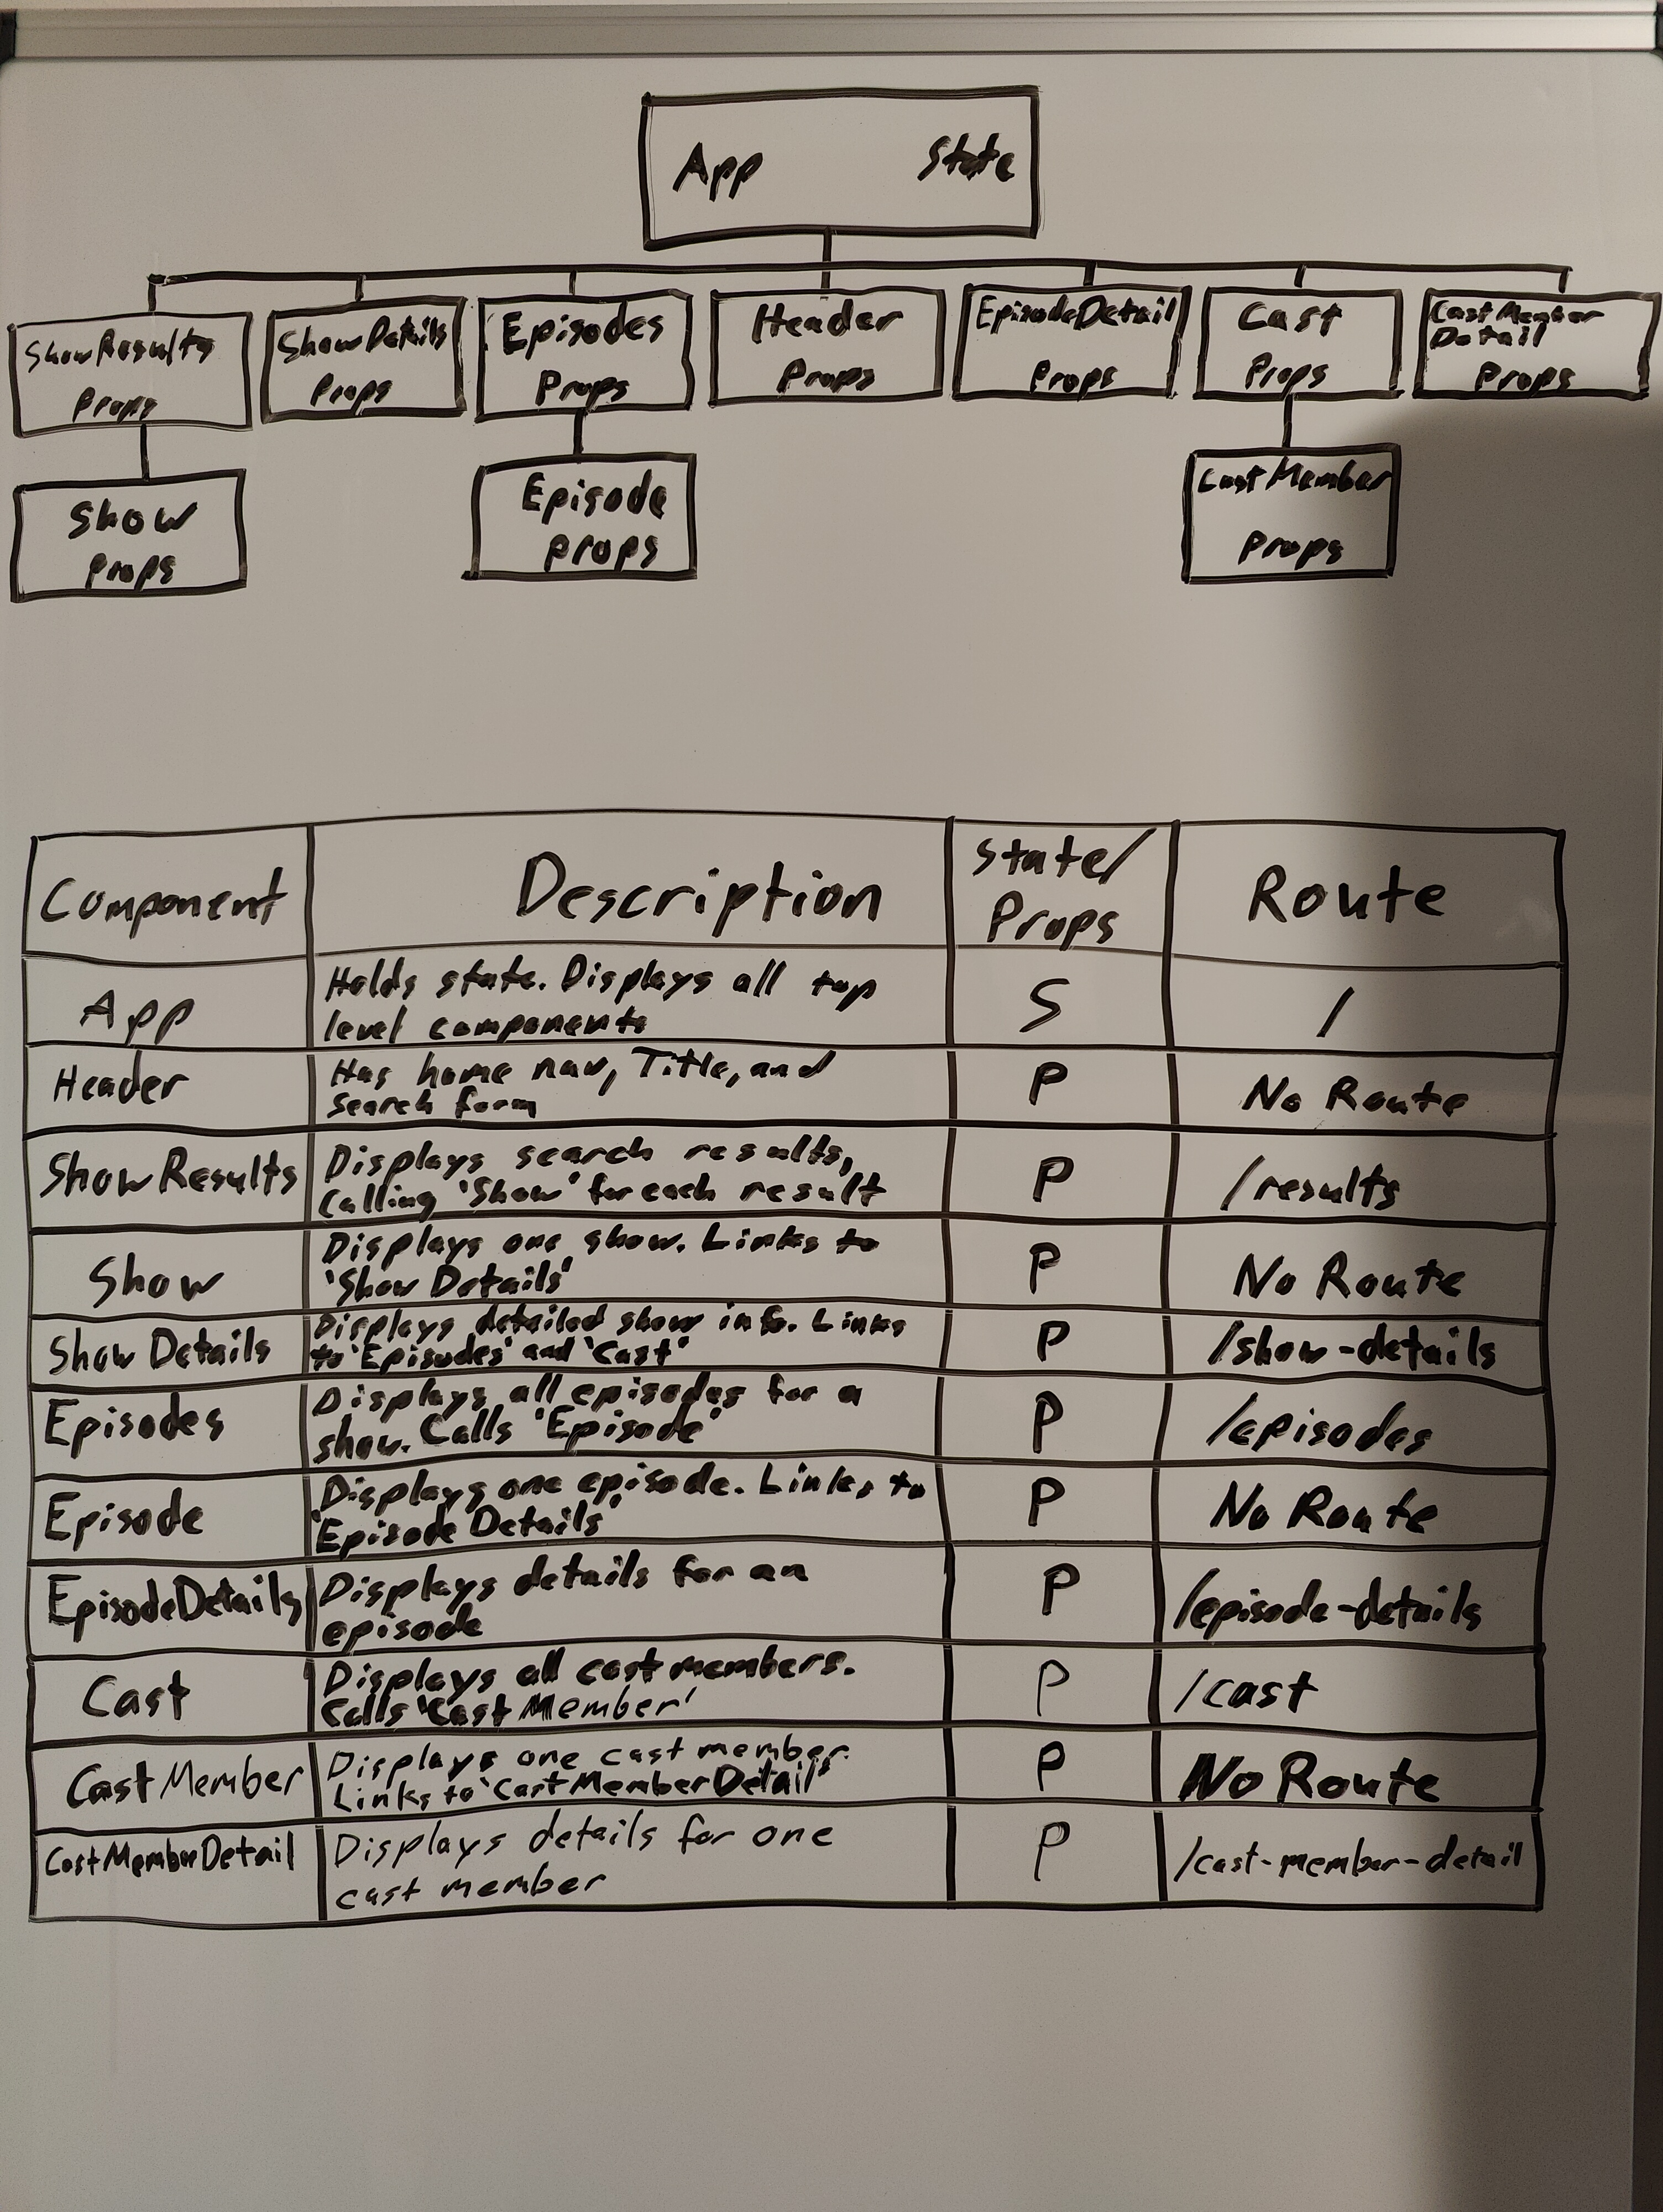 App State
ShowResults
Props
ShowDetails
Props
Episodes
Props
Header
Props
EpisodeDetail
Props
Cast
Props
CastMember
Detail
Props
Show
Props
Episode
Props
CastMember
Props
Component
Description
State/
Props
Route
App
Holds state. Displays all top
level components
S
/
Header
Has home nav, Title, and
search form
P
No Route
ShowResults
Displays search results,
Calling 'Show' for each result
P
/results
Show
Displays one show. Links to
'Show Details'
P
No Route
Show Details
Displays detailed show info. Links
to 'Episodes' and 'Cast'
P
/show-details
Episodes
Displays all episodes for a
show. Calls 'Episode'
P
/episodes
Episode
Displays one episode. Links to
'Episode Details'
P
No Route
EpisodeDetails
Displays details for an
episode
P
/episode-details
Cast
Displays all cast members.
Calls 'Cast Member'
P
/cast
CastMember
Displays one cast member.
Links to 'CastMemberDetail'
P
No Route
CastMemberDetail
Displays details for one
cast member
P
/cast-member-detail